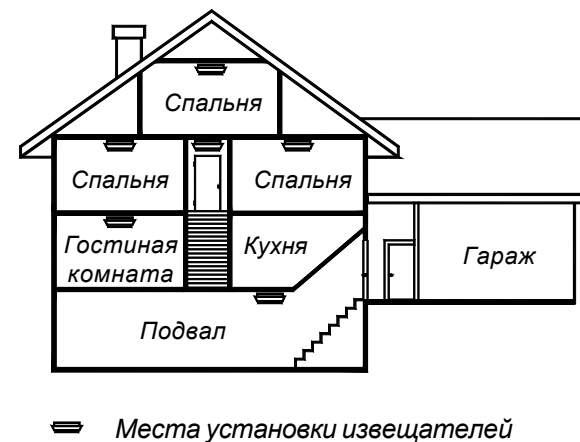 Спальня
Спальня
Спальня
Гостиная
комната
Кухня
Гараж
Подвал
Места установки извещателей